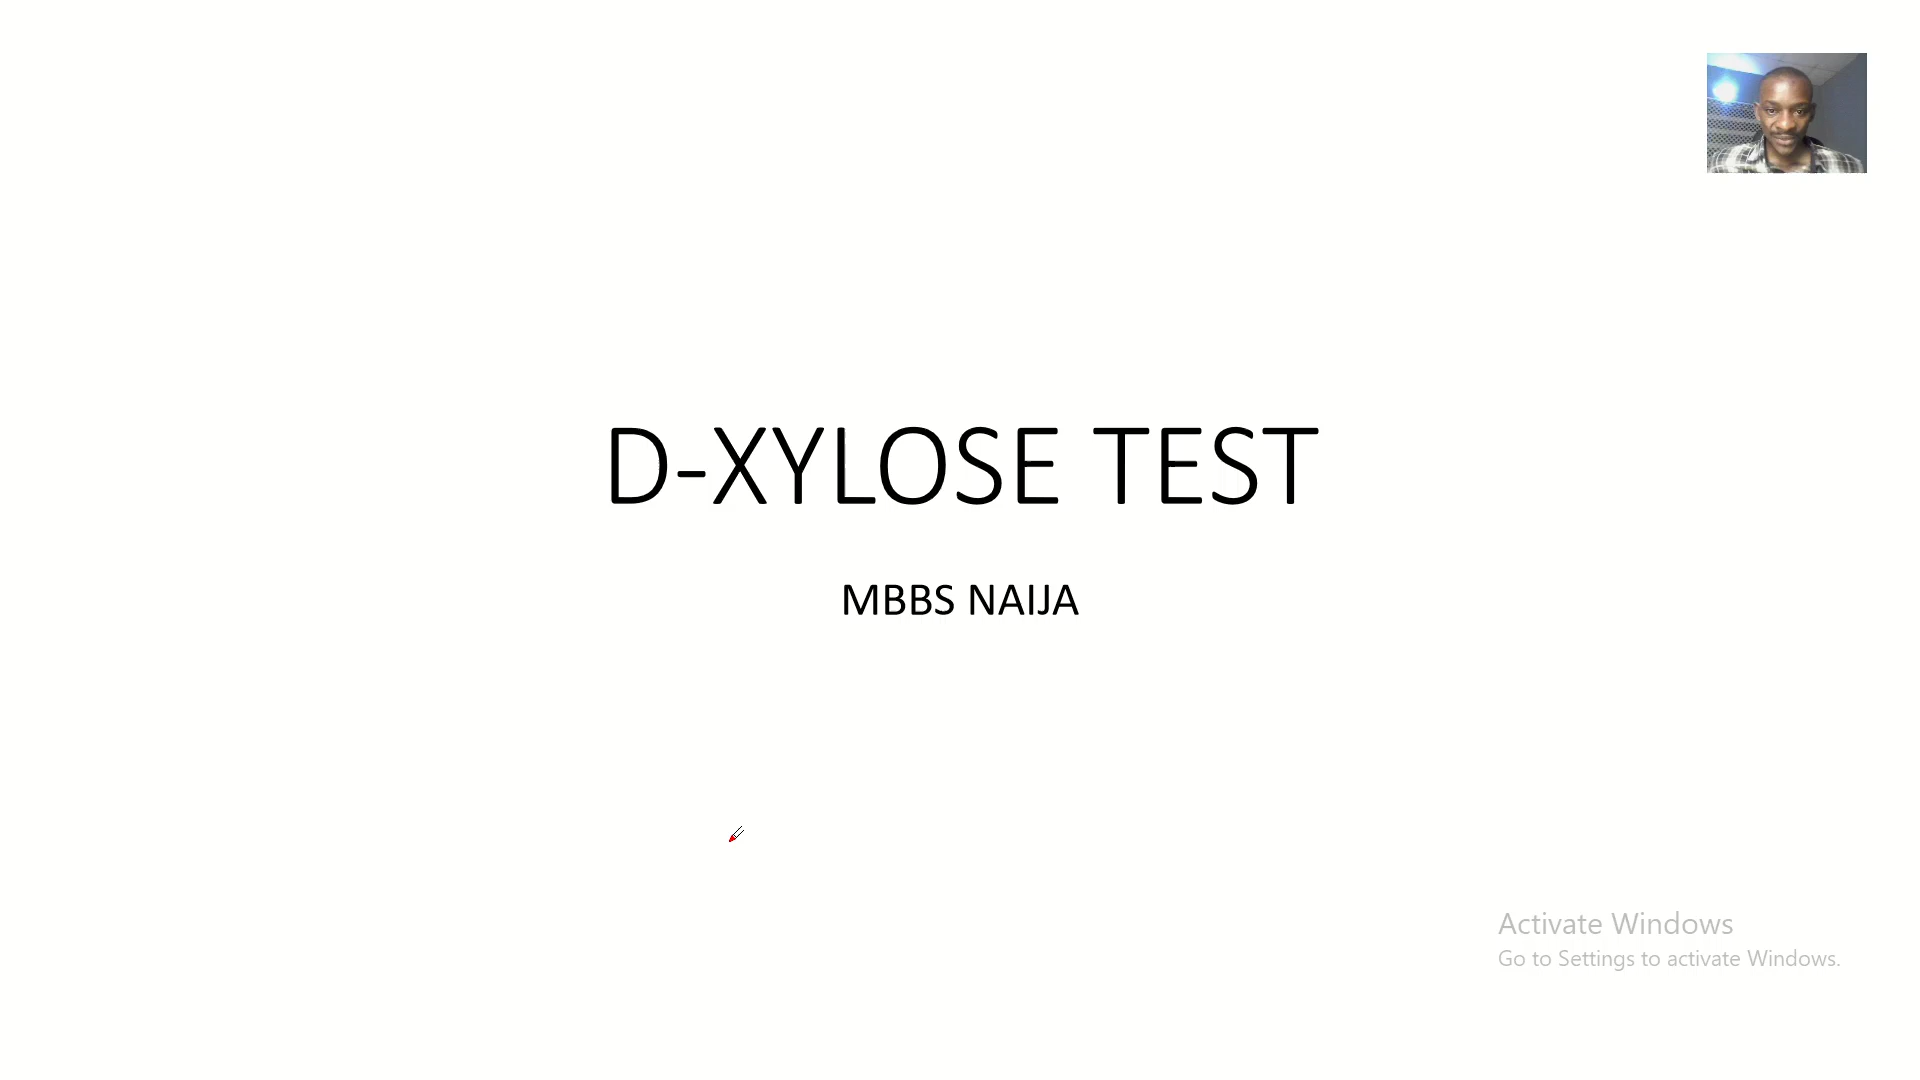 D-XYLOSE TEST
MBBS NAIJA
Activate Windows
Go to Settings to activate Windows.